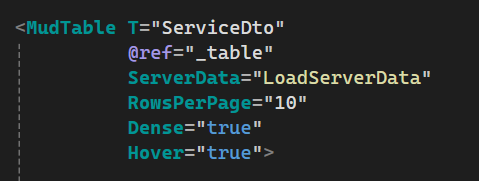 <MudTable T="ServiceDto"
@ref="_table"
ServerData="LoadServerData"
RowsPerPage="10"
Dense="true"
Hover="true">